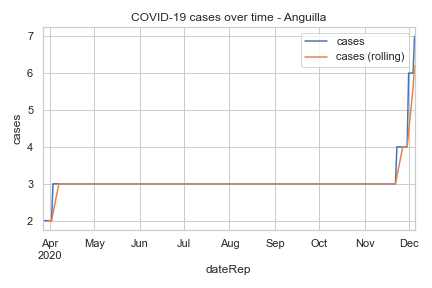 COVID-19 cases over time - Anguilla
cases
cases (rolling)
7
6
5
4
3
2
cases
Apr May Jun Jul Aug Sep Oct Nov Dec
2020
dateRep